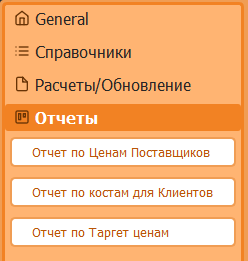 General
Справочники
Расчеты/Обновление
Отчеты
Отчет по Ценам Поставщиков
Отчет по костам для Клиентов
Отчет по Таргет ценам